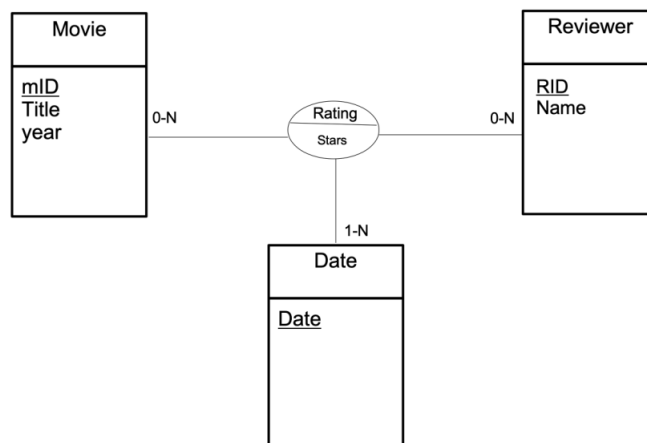 Movie
mID
Title
year
0-N
Rating
Stars
0-N
Reviewer
RID
Name
1-N
Date
Date